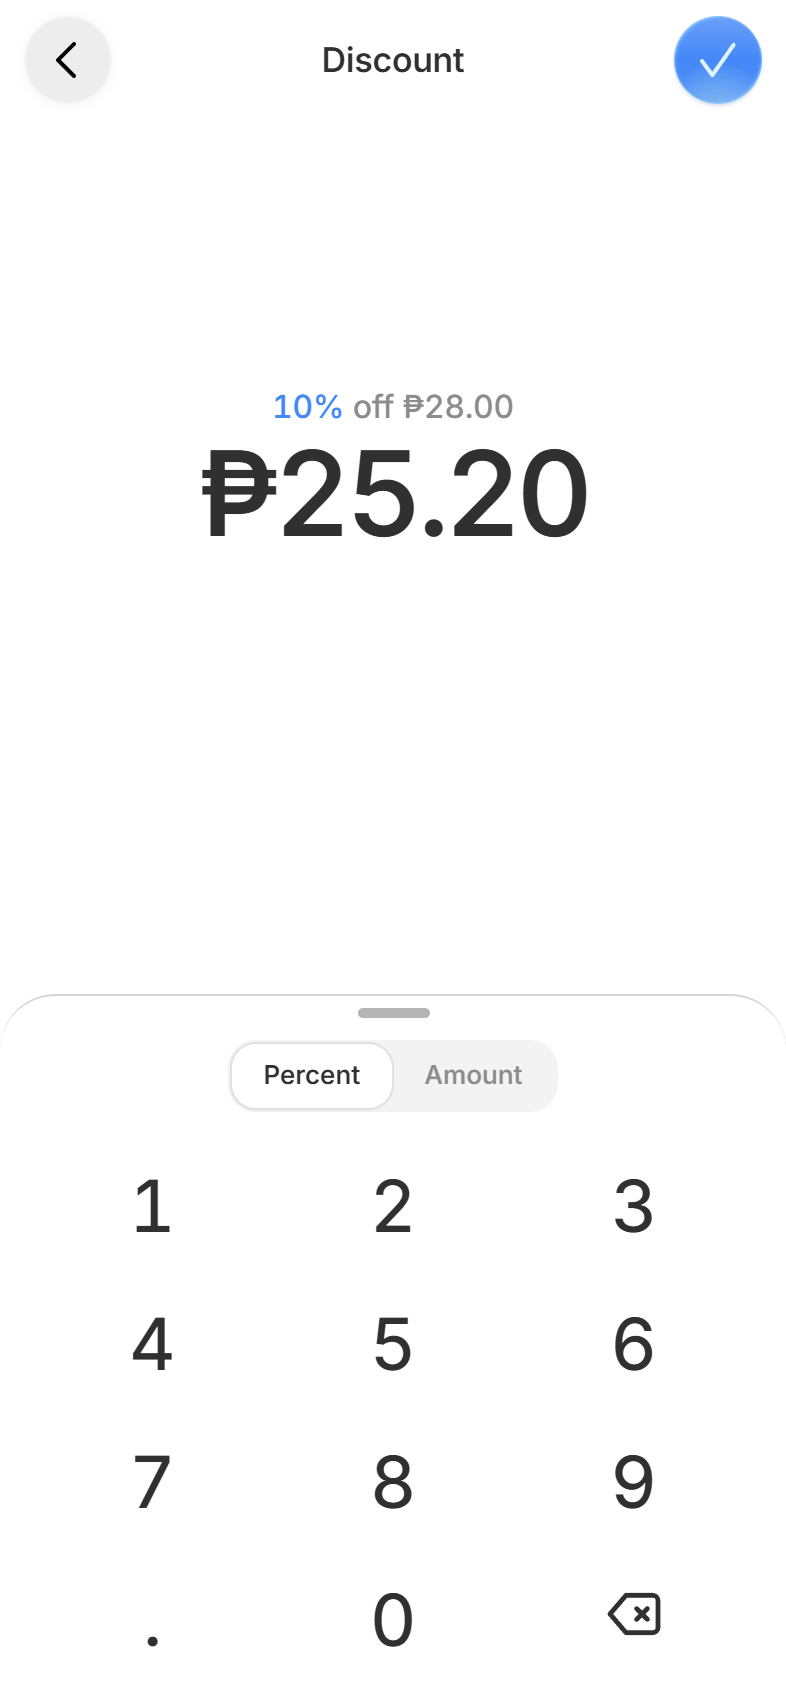 Discount
10% off ₱28.00
₱25.20
Percent Amount
1 2 3
4 5 6
7 8 9
. 0